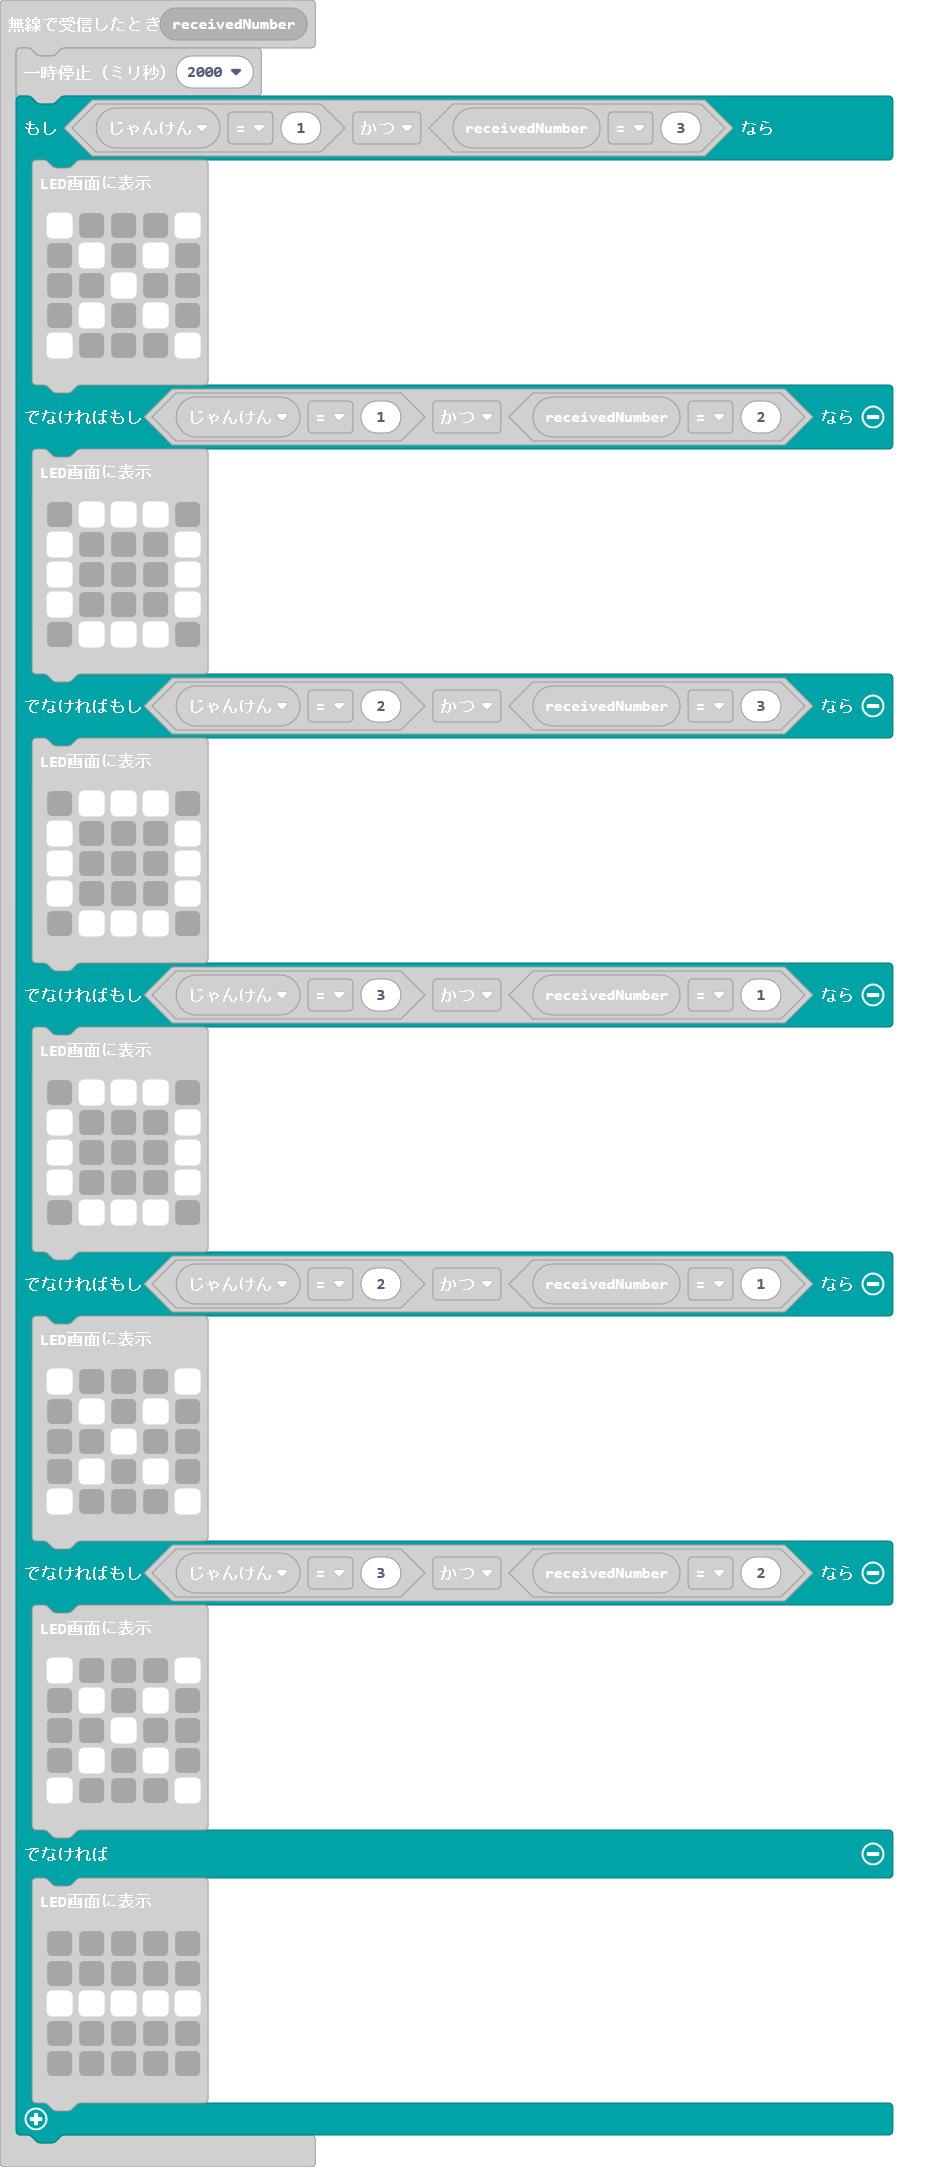 無線で受信したとき receivedNumber
一時停止（ミリ秒） 2000
もし じゃんけん = 1 かつ receivedNumber = 3 なら
LED画面に表示
でなければもし じゃんけん = 1 かつ receivedNumber = 2 なら
LED画面に表示
でなければもし じゃんけん = 2 かつ receivedNumber = 3 なら
LED画面に表示
でなければもし じゃんけん = 3 かつ receivedNumber = 1 なら
LED画面に表示
でなければもし じゃんけん = 2 かつ receivedNumber = 1 なら
LED画面に表示
でなければもし じゃんけん = 3 かつ receivedNumber = 2 なら
LED画面に表示
でなければ
LED画面に表示